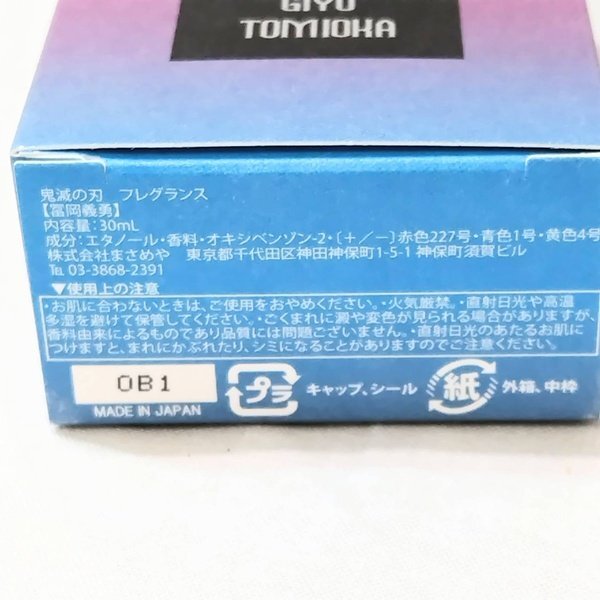 GIYU
TOMIOKA
鬼滅の刃　フレグランス
【冨岡義勇】
内容量：30mL
成分：エタノール・香料・オキシベンゾン-2・〔＋／－〕赤色227号・青色1号・黄色4号
株式会社まさめや　東京都千代田区神田神保町1-5-1 神保町須賀ビル
℡ 03-3868-2391
▼使用上の注意
・お肌に合わないときは、ご使用をおやめください。・火気厳禁。・直射日光や高温
多湿を避けて保管してください。・ごくまれに澱や変色が見られる場合がありますが、
香料由来によるものであり品質には問題ございません。・直射日光のあたるお肌に
つけますと、まれにかぶれたり、シミになることがありますのでご注意ください。
0B1
プラ
キャップ、シール
紙
外箱、中枠
MADE IN JAPAN